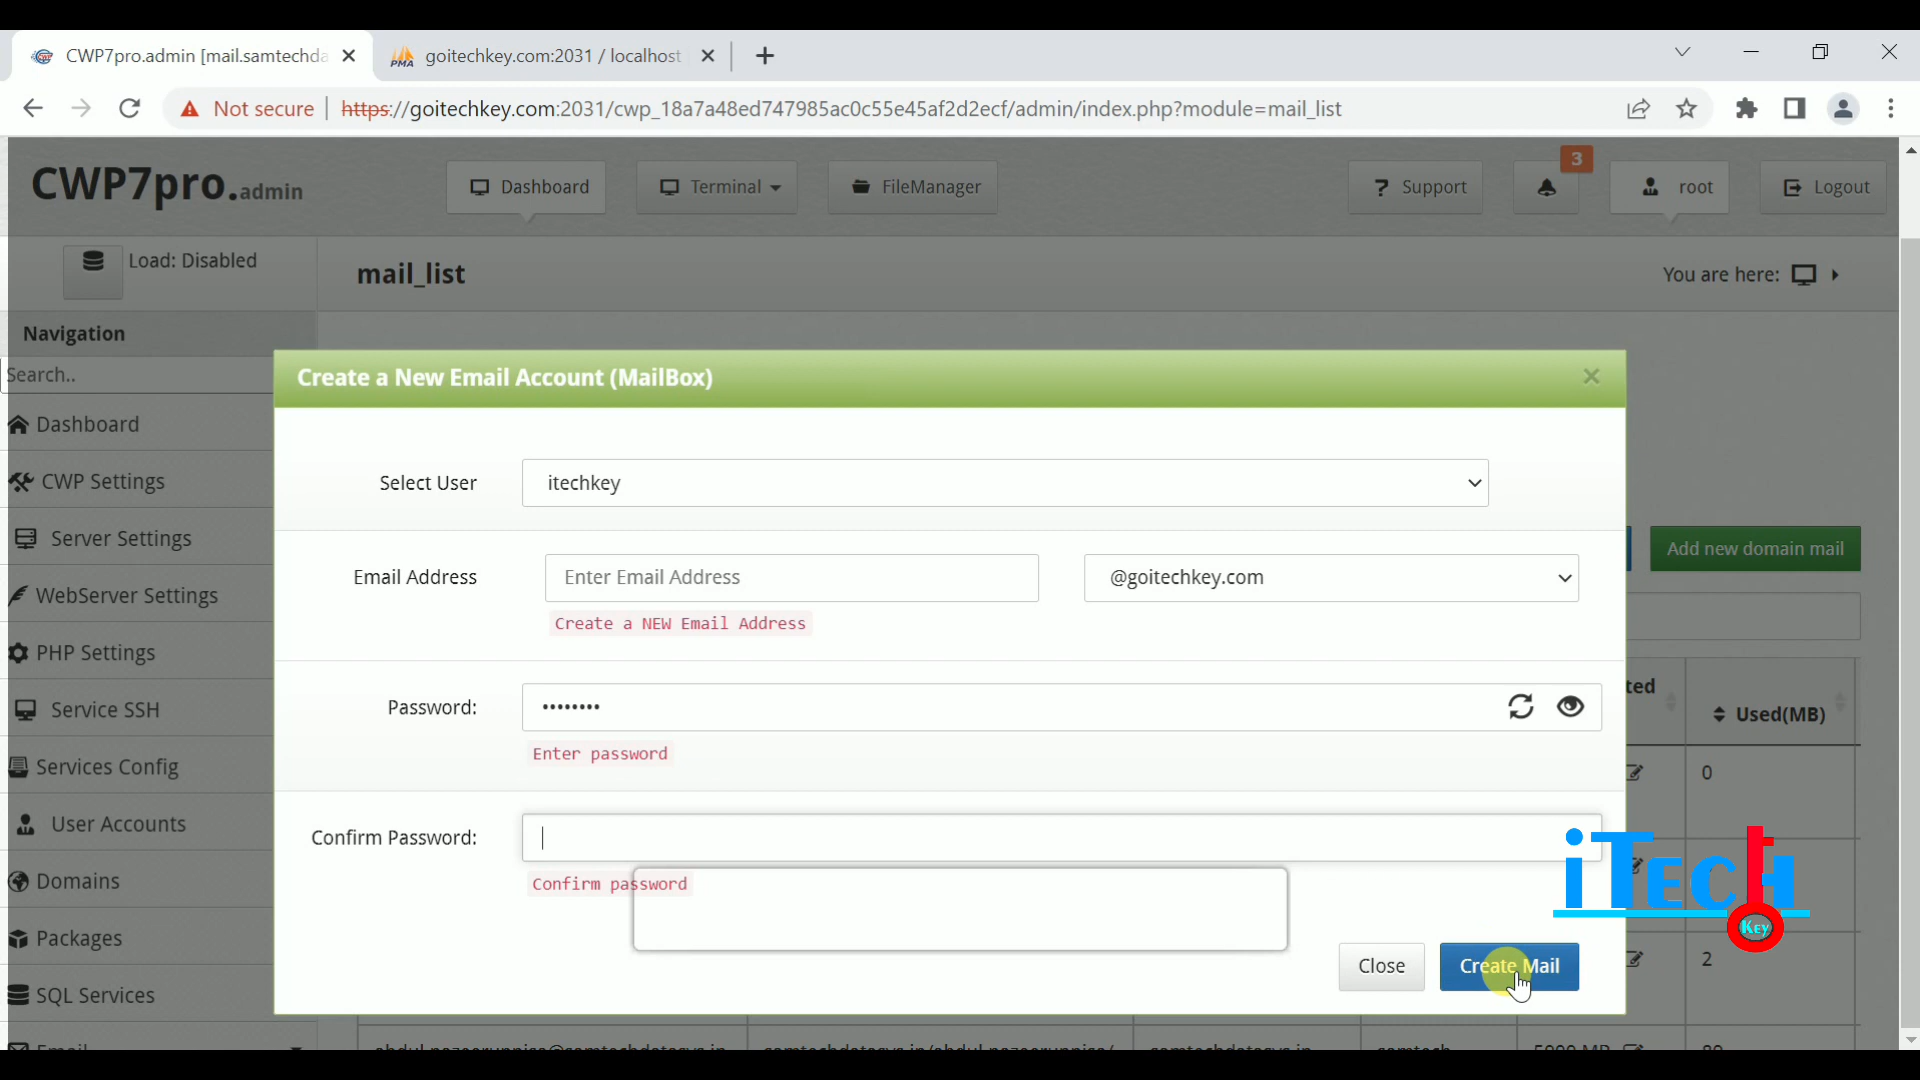 CWP7pro.admin [mail.samtechda
goitechkey.com:2031 / localhost
PMA
Not secure
https://goitechkey.com:2031/cwp_18a7a48ed747985ac0c55e45af2d2ecf/admin/index.php?module=mail_list
CWP7pro.admin
Dashboard
Terminal
FileManager
? Support
3
root
Logout
Load: Disabled
mail_list
You are here:
Navigation
Search..
Dashboard
CWP Settings
Server Settings
WebServer Settings
PHP Settings
Service SSH
Services Config
User Accounts
Domains
Packages
SQL Services
Create a New Email Account (MailBox)
×
Select User
itechkey
Email Address
Enter Email Address
@goitechkey.com
Create a NEW Email Address
Password:
••••••••
Enter password
Confirm Password:
Confirm password
Close
Create Mail
Add new domain mail
ted
Used(MB)
0
2
iTech
Key